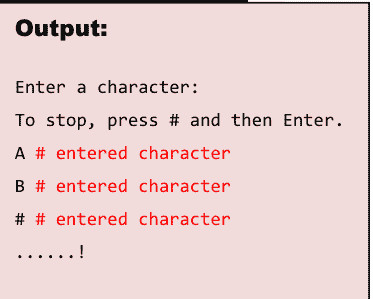 Output:
Enter a character:
To stop, press # and then Enter.
A # entered character
B # entered character
# # entered character
......!